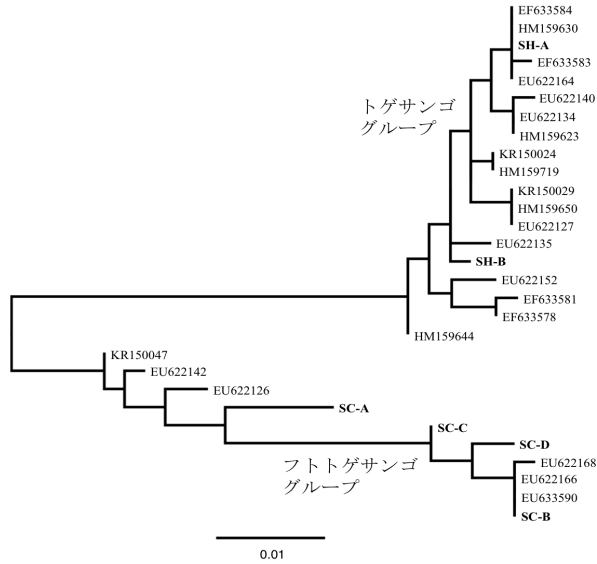 EF633584
HM159630
SH-A
EF633583
EU622164
EU622140
トゲサンゴ
グループ
EU622134
HM159623
KR150024
HM159719
KR150029
HM159650
EU622127
EU622135
SH-B
EU622152
EF633581
EF633578
HM159644
KR150047
EU622142
EU622126
SC-A
SC-C
SC-D
フトトゲサンゴ
グループ
EU622168
EU622166
EU633590
SC-B
0.01